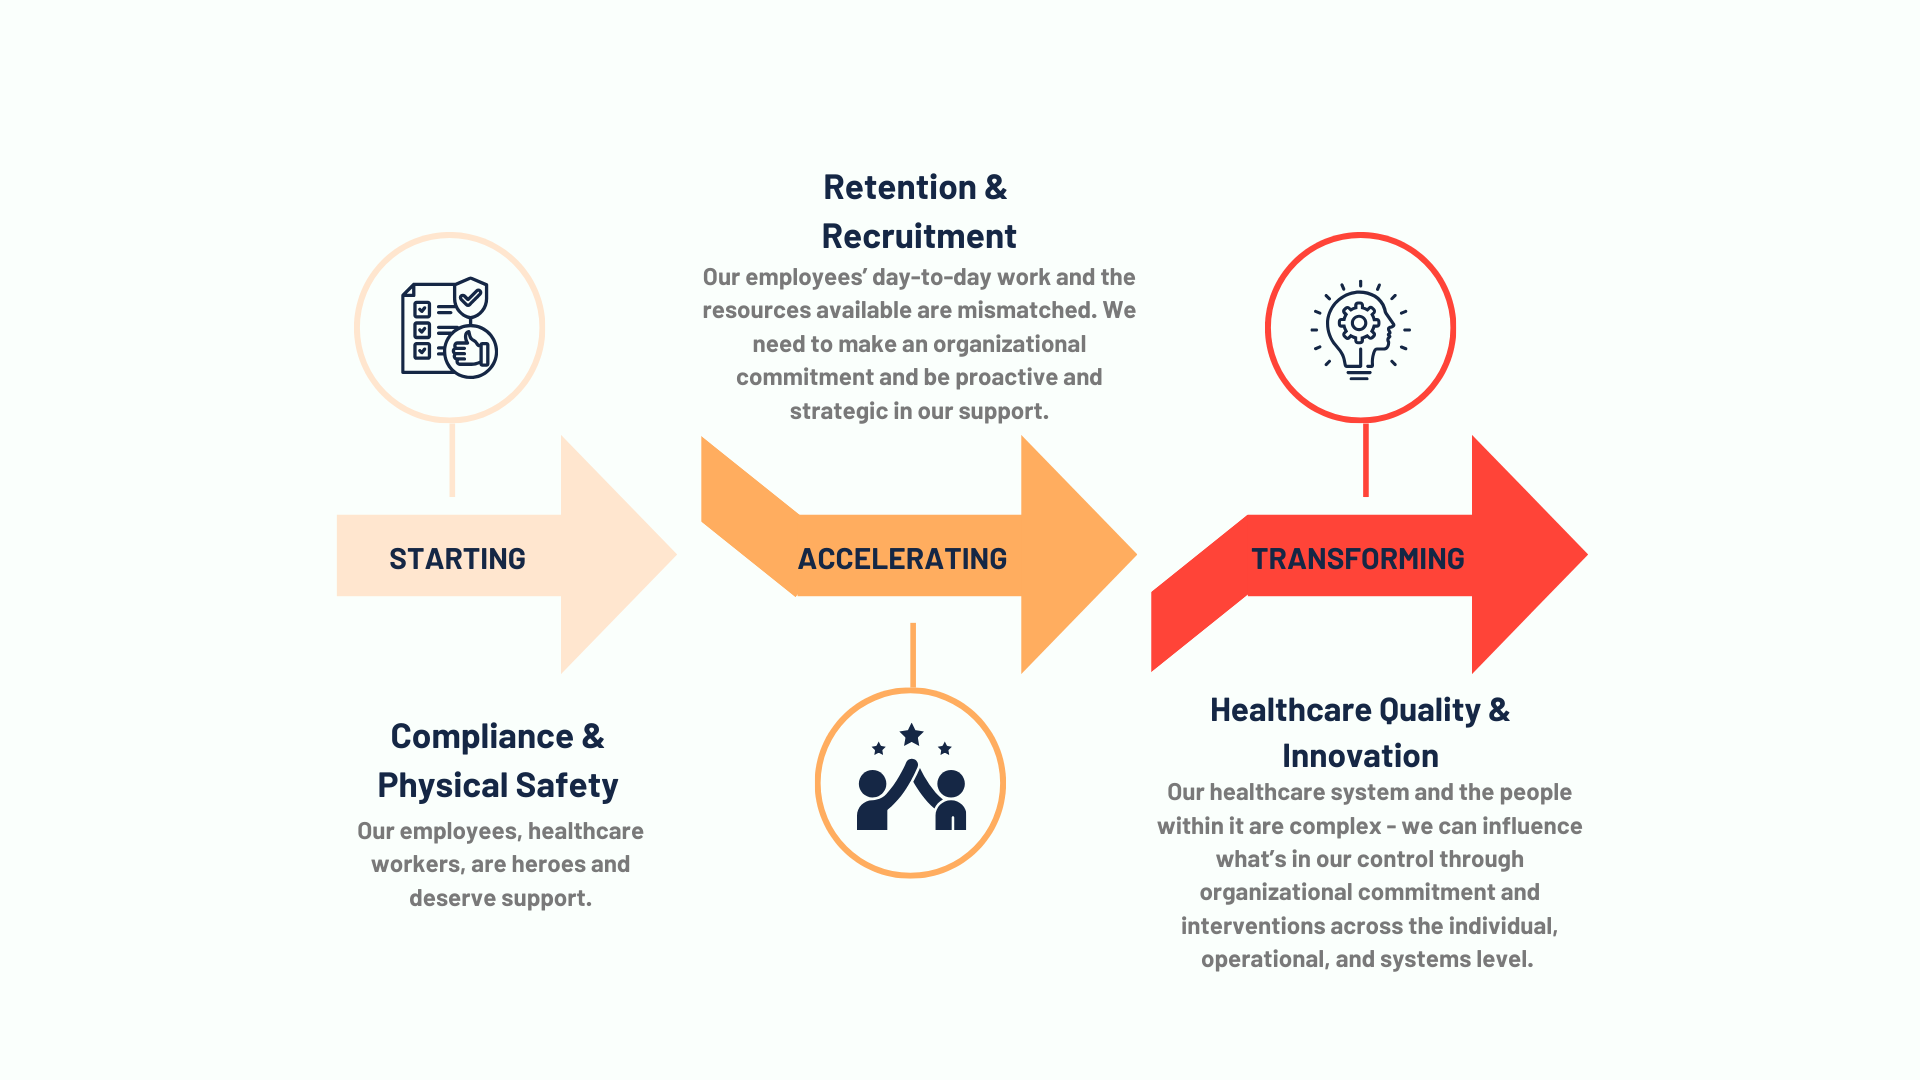 STARTING
Compliance &
Physical Safety
Our employees, healthcare
workers, are heroes and
deserve support.
Retention &
Recruitment
Our employees’ day-to-day work and the
resources available are mismatched. We
need to make an organizational
commitment and be proactive and
strategic in our support.
ACCELERATING
TRANSFORMING
Healthcare Quality &
Innovation
Our healthcare system and the people
within it are complex - we can influence
what’s in our control through
organizational commitment and
interventions across the individual,
operational, and systems level.